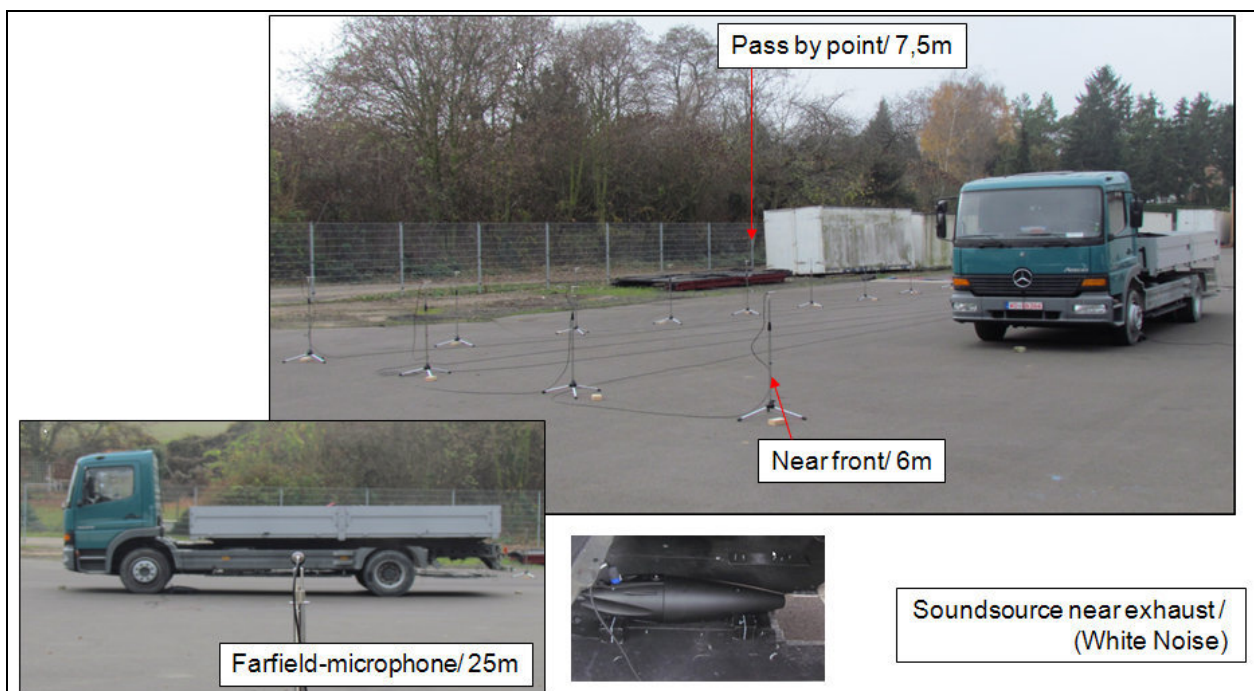 Pass by point/ 7,5m
Near front/ 6m
Farfield-microphone/ 25m
Soundsource near exhaust /
(White Noise)